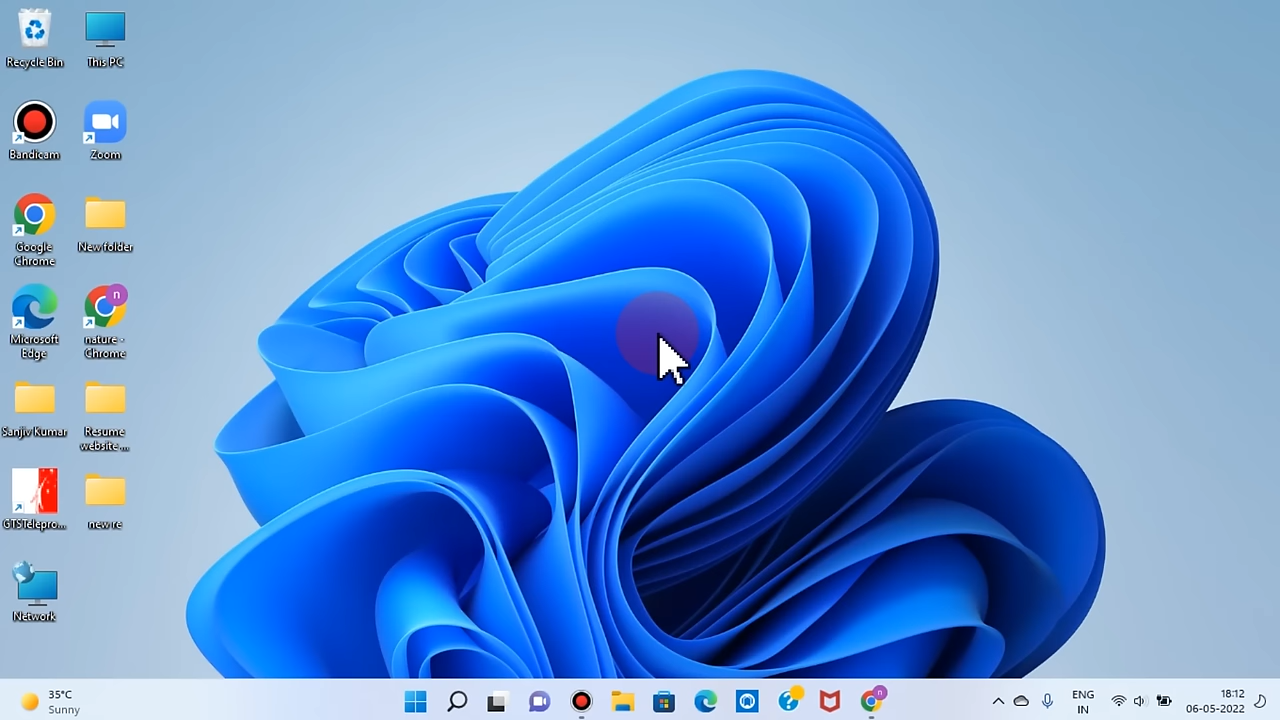 Recycle Bin
This PC
Bandicam
Zoom
Google
Chrome
New folder
Microsoft
Edge
n
nature -
Chrome
Sanjiv Kumar
Resume
website ...
GTSTelepro...
new re
Network
35°C
Sunny
n
ENG
IN
18:12
06-05-2022